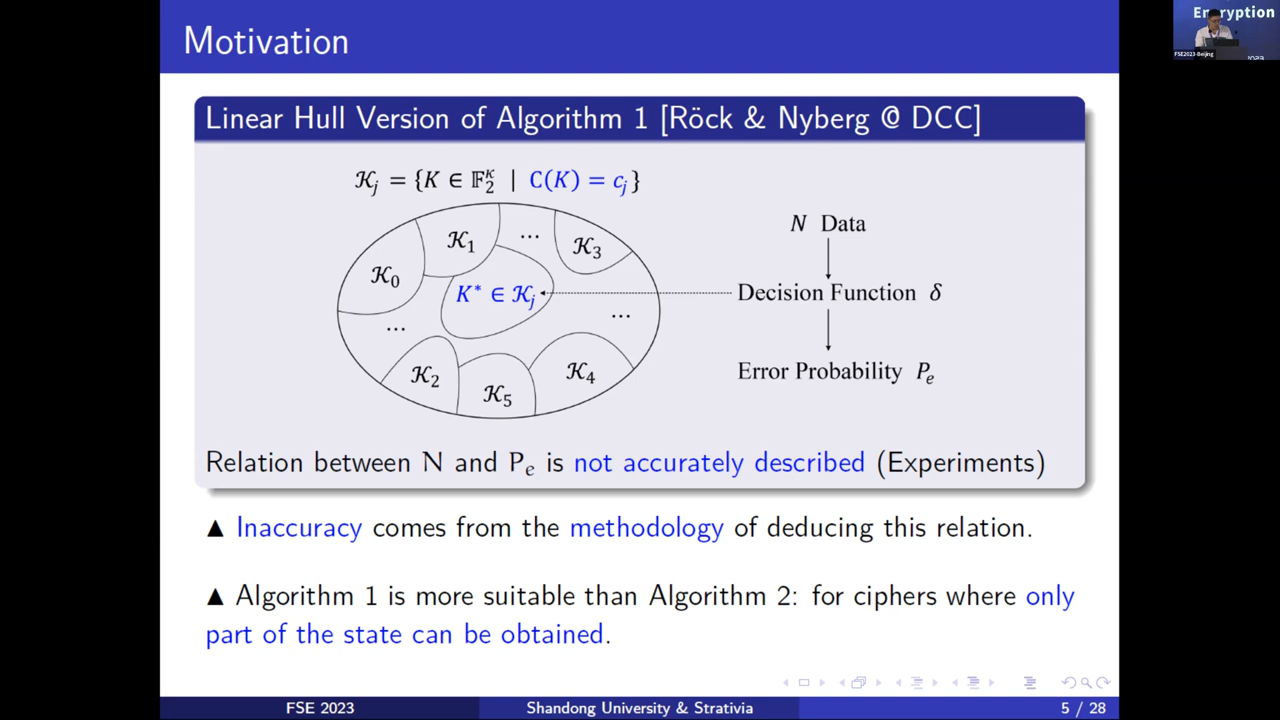 Motivation
Linear Hull Version of Algorithm 1 [Röck & Nyberg @ DCC]
𝒦_j = {K ∈ 𝔽₂^κ | C(K) = c_j}
𝒦₀
𝒦₁
...
𝒦₃
K* ∈ 𝒦_j
...
...
𝒦₂
𝒦₅
𝒦₄
N Data
Decision Function δ
Error Probability P_e
Relation between N and P_e is not accurately described (Experiments)
▲ Inaccuracy comes from the methodology of deducing this relation.
▲ Algorithm 1 is more suitable than Algorithm 2: for ciphers where only
part of the state can be obtained.
FSE 2023
Shandong University & Strativia
5 / 28
FSE2023-Beijing